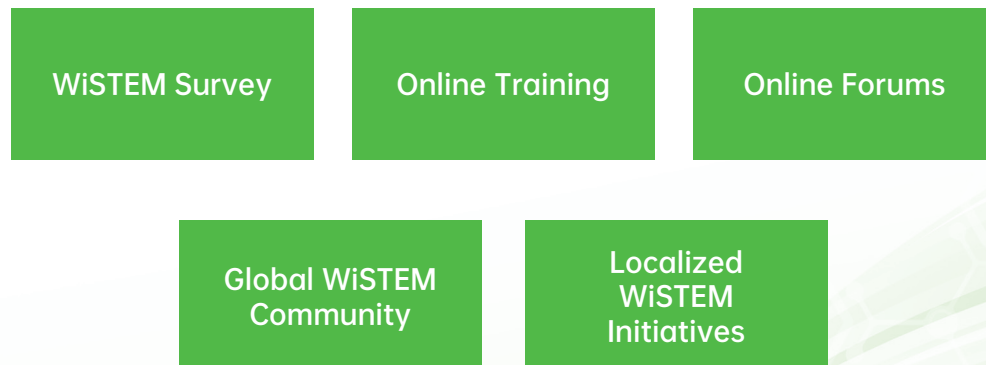 WiSTEM Survey
Online Training
Online Forums
Global WiSTEM
Community
Localized
WiSTEM
Initiatives